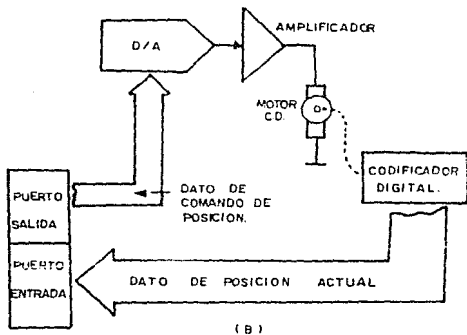 AMPLIFICADOR
D/A
MOTOR
C.D.
CODIFICADOR
DIGITAL.
DATO DE
COMANDO DE
POSICION.
PUERTO
SALIDA
PUERTO
ENTRADA
DATO DE POSICION ACTUAL
(B)